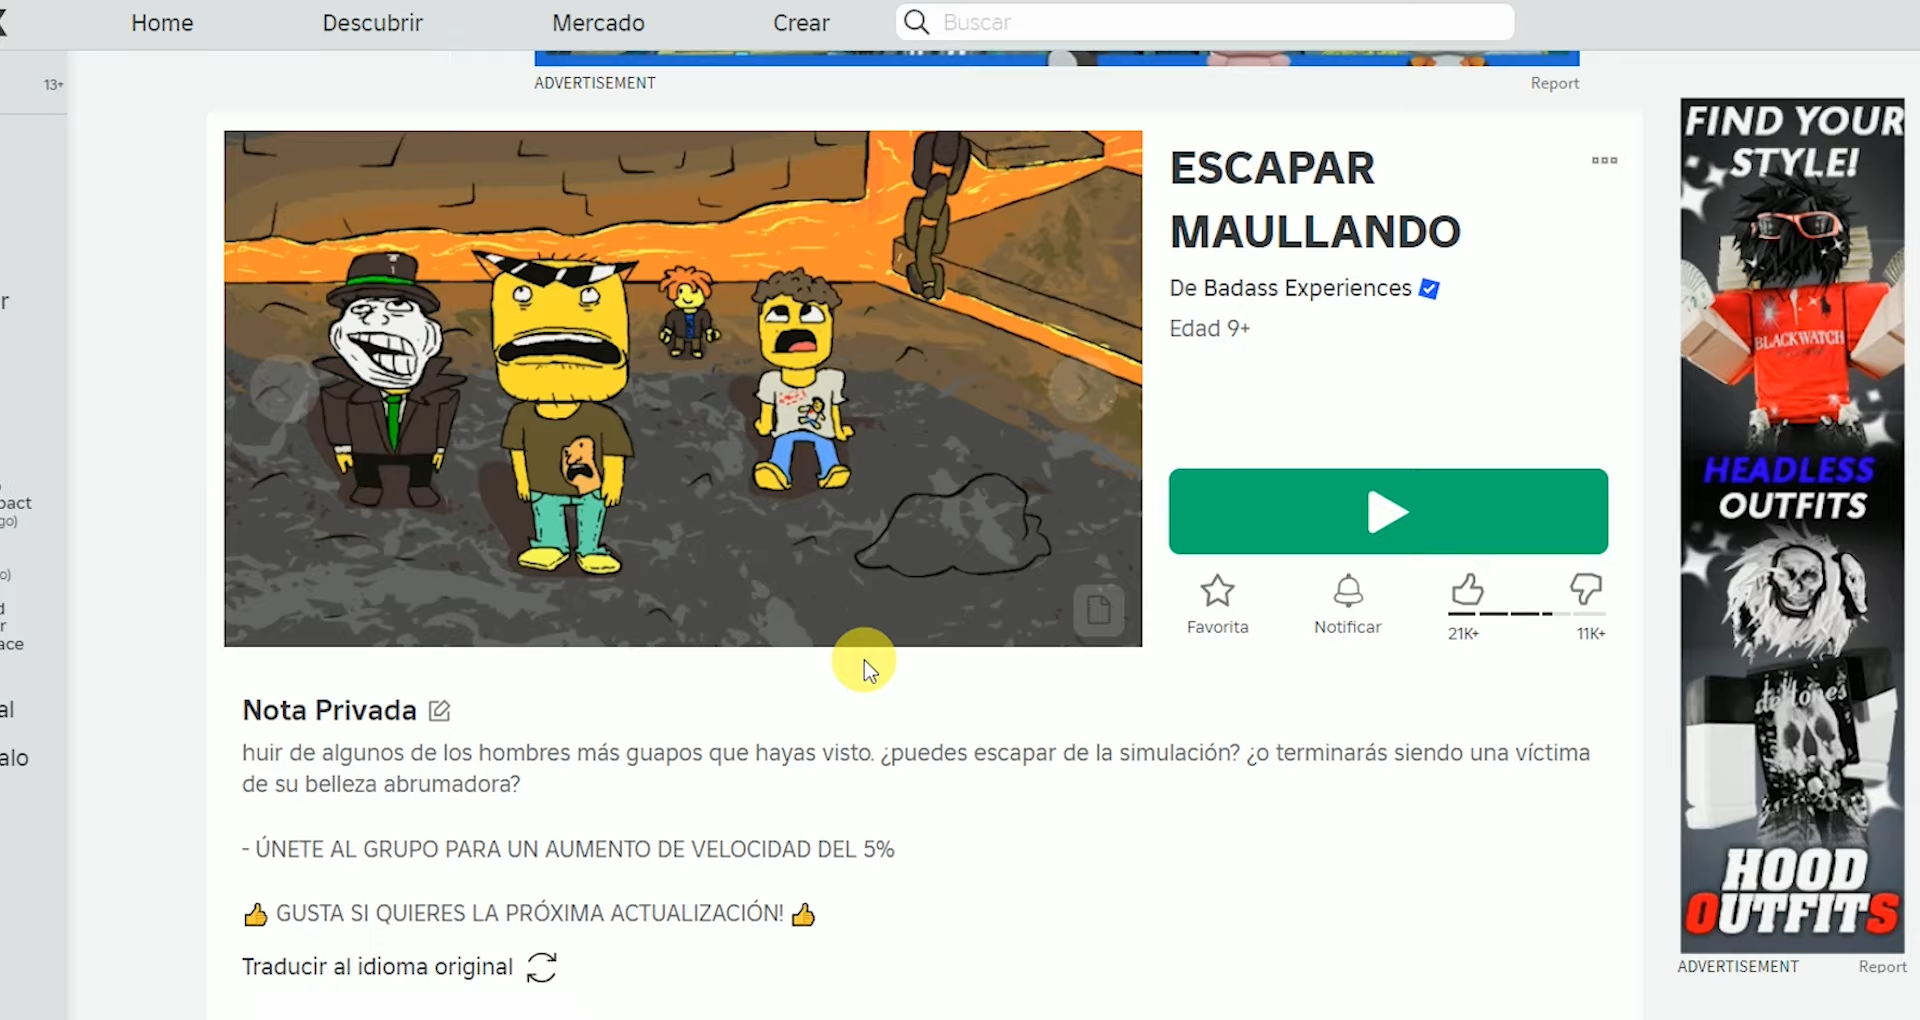 Home Descubrir Mercado Crear Buscar
ADVERTISEMENT Report
13+
ESCAPAR
MAULLANDO
De Badass Experiences
Edad 9+
Favorita Notificar 21K+ 11K+
Nota Privada
huir de algunos de los hombres más guapos que hayas visto. ¿puedes escapar de la simulación? ¿o terminarás siendo una víctima
de su belleza abrumadora?
- ÚNETE AL GRUPO PARA UN AUMENTO DE VELOCIDAD DEL 5%
👍 GUSTA SI QUIERES LA PRÓXIMA ACTUALIZACIÓN! 👍
Traducir al idioma original
FIND YOUR
STYLE!
BLACKWATCH
HEADLESS
OUTFITS
deftones
HOOD
OUTFITS
ADVERTISEMENT Report